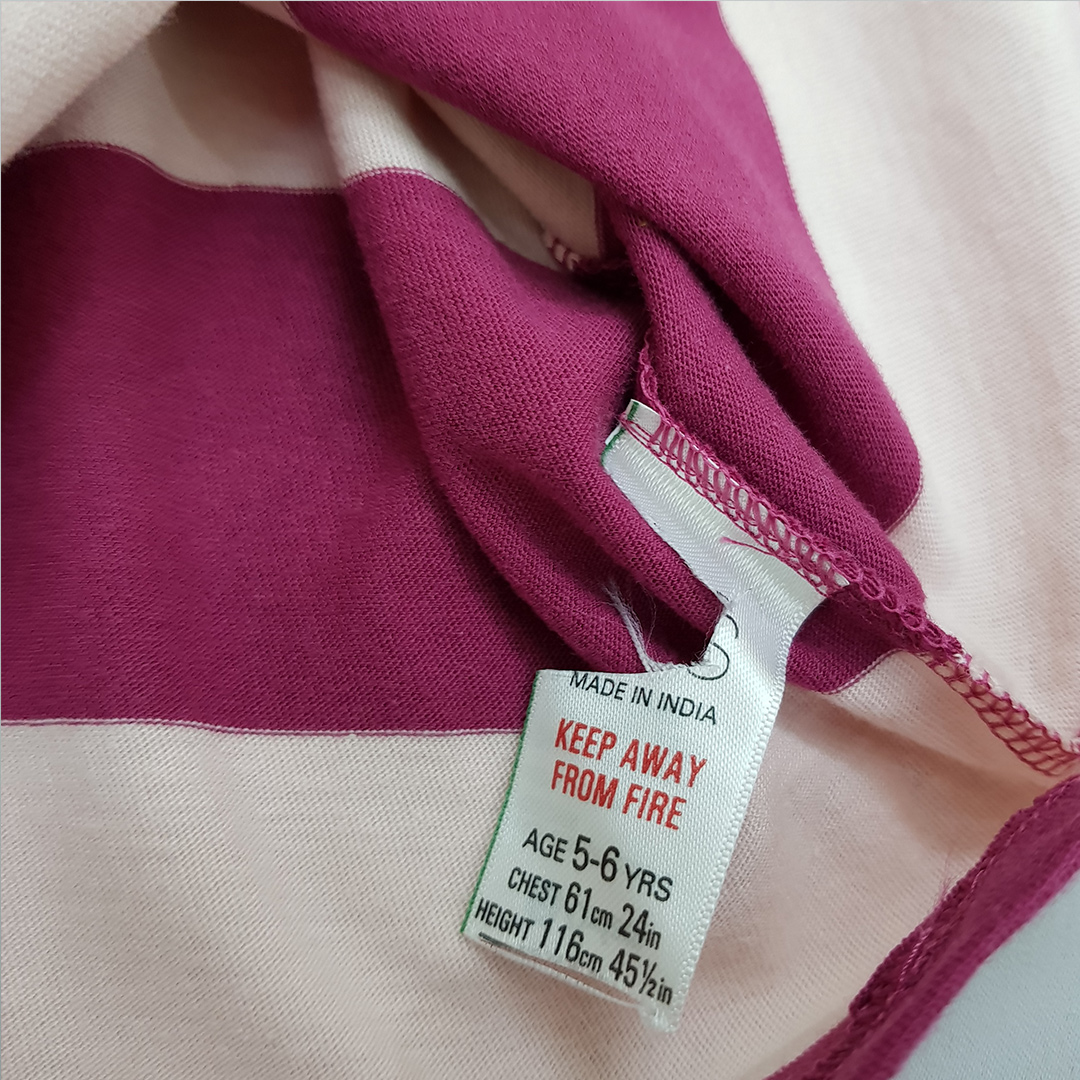 S
MADE IN INDIA
KEEP AWAY
FROM FIRE
AGE 5-6 YRS
CHEST 61cm 24in
HEIGHT 116cm 45½in